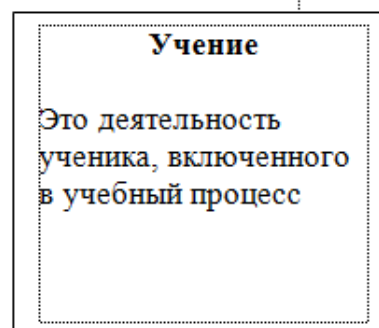 Учение
Это деятельность
ученика, включенного
в учебный процесс